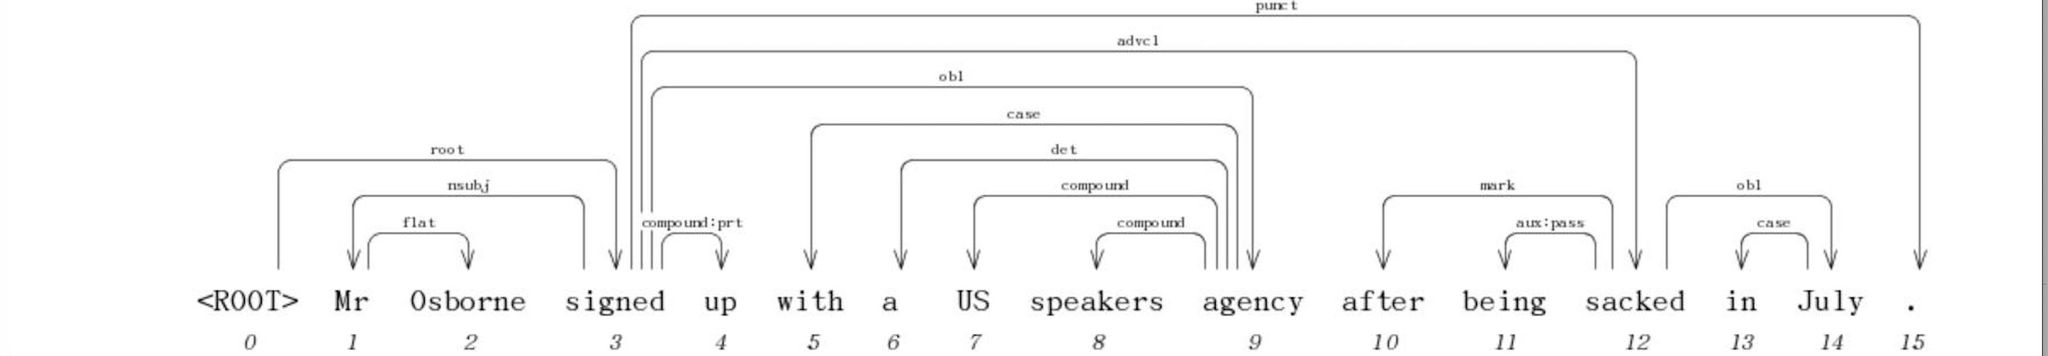 punct
advcl
obl
case
root det
nsubj compound mark obl
flat compound:prt compound aux:pass case
<ROOT> Mr Osborne signed up with a US speakers agency after being sacked in July .
0 1 2 3 4 5 6 7 8 9 10 11 12 13 14 15